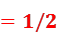 = 1/2